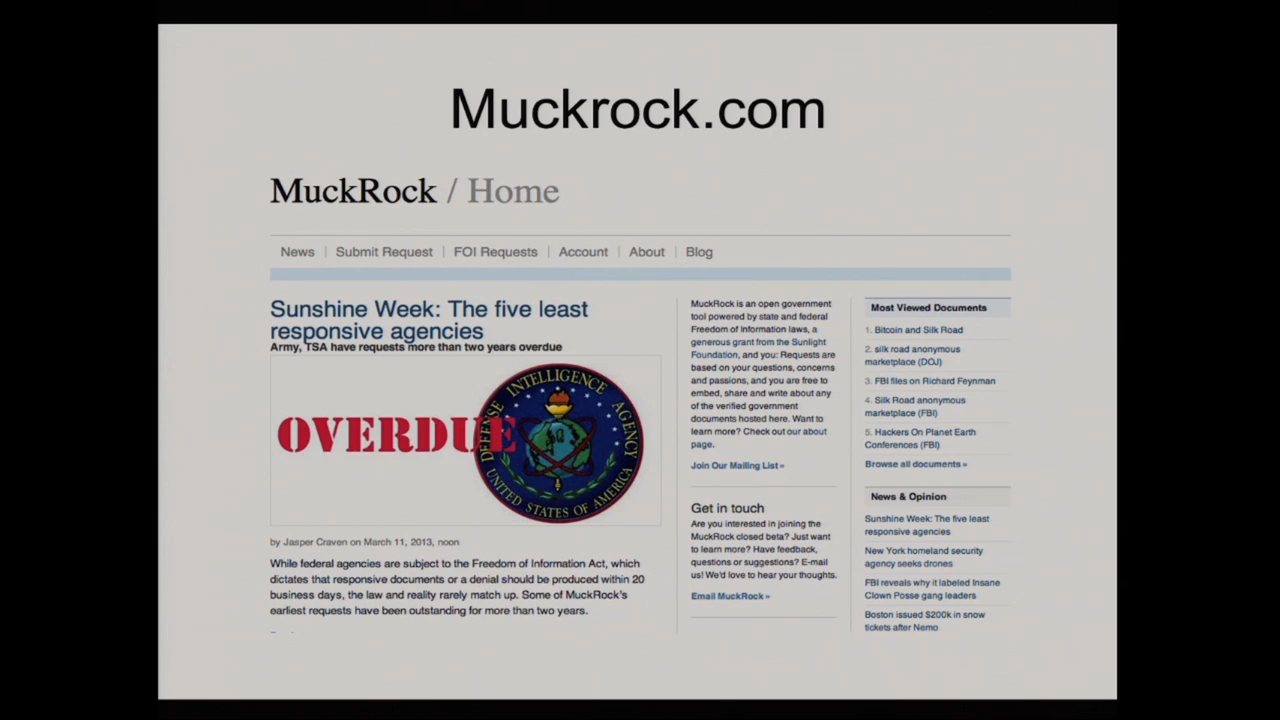 Muckrock.com
MuckRock / Home
News | Submit Request | FOI Requests | Account | About | Blog
Sunshine Week: The five least
responsive agencies
Army, TSA have requests more than two years overdue
OVERDUE
DEFENSE INTELLIGENCE AGENCY
UNITED STATES OF AMERICA
by Jasper Craven on March 11, 2013, noon
While federal agencies are subject to the Freedom of Information Act, which
dictates that responsive documents or a denial should be produced within 20
business days, the law and reality rarely match up. Some of MuckRock's
earliest requests have been outstanding for more than two years.
MuckRock is an open government
tool powered by state and federal
Freedom of Information laws, a
generous grant from the Sunlight
Foundation, and you: Requests are
based on your questions, concerns
and passions, and you are free to
embed, share and write about any
of the verified government
documents hosted here. Want to
learn more? Check out our about
page.
Join Our Mailing List »
Get in touch
Are you interested in joining the
MuckRock closed beta? Just want
to learn more? Have feedback,
questions or suggestions? E-mail
us! We'd love to hear your thoughts.
Email MuckRock »
Most Viewed Documents
1. Bitcoin and Silk Road
2. silk road anonymous
marketplace (DOJ)
3. FBI files on Richard Feynman
4. Silk Road anonymous
marketplace (FBI)
5. Hackers On Planet Earth
Conferences (FBI)
Browse all documents »
News & Opinion
Sunshine Week: The five least
responsive agencies
New York homeland security
agency seeks drones
FBI reveals why it labeled Insane
Clown Posse gang leaders
Boston issued $200k in snow
tickets after Nemo